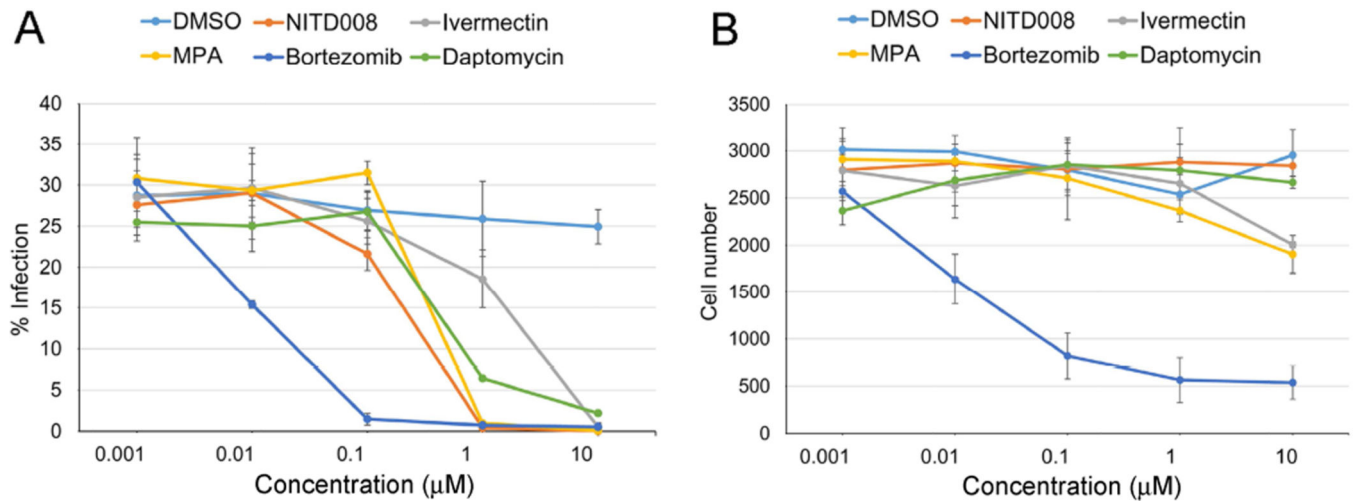 A
DMSO NITD008 Ivermectin
MPA Bortezomib Daptomycin
40
35
30
25
20
15
10
5
0
% Infection
0.001 0.01 0.1 1 10
Concentration (μM)
B
DMSO NITD008 Ivermectin
MPA Bortezomib Daptomycin
3500
3000
2500
2000
1500
1000
500
0
Cell number
0.001 0.01 0.1 1 10
Concentration (μM)